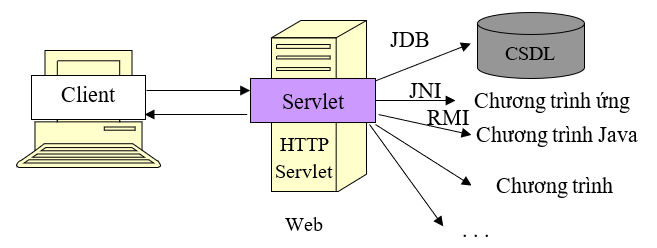 Client
Servlet
HTTP
Servlet
Web
JDB
CSDL
JNI
Chương trình ứng
RMI
Chương trình Java
Chương trình
. . .